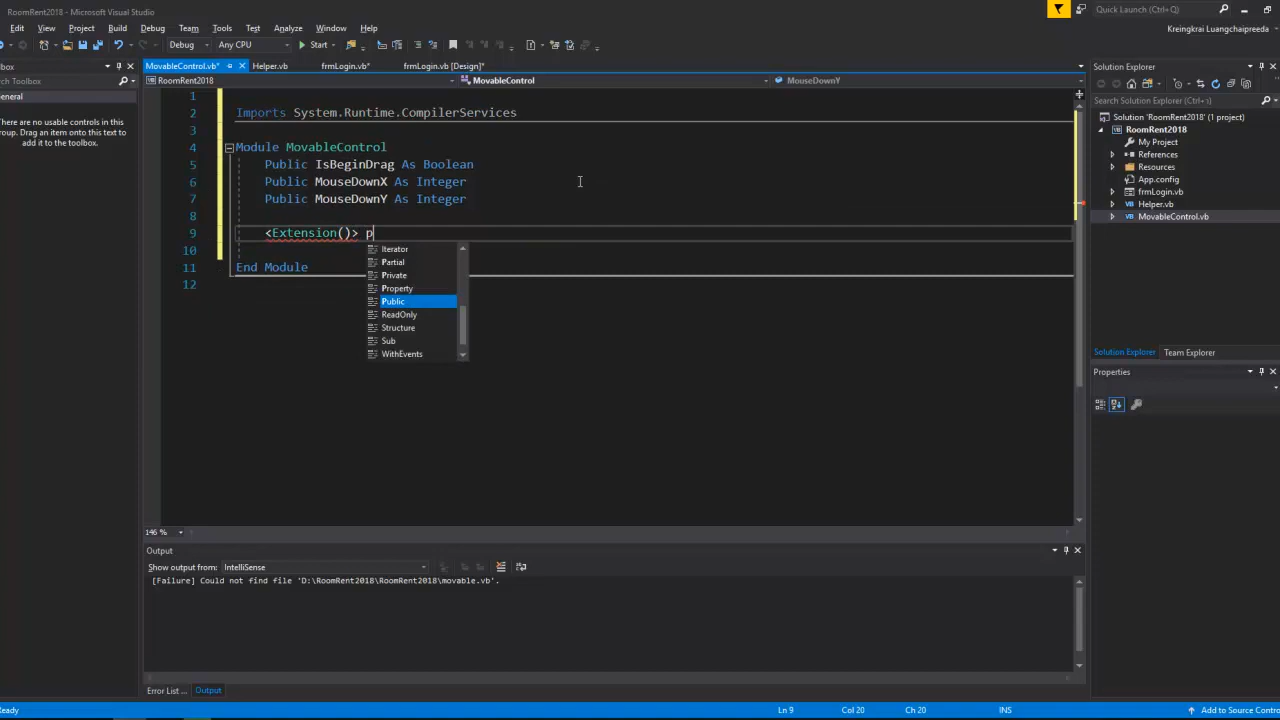 RoomRent2018 - Microsoft Visual Studio
Quick Launch (Ctrl+Q)
Edit View Project Build Debug Team Tools Test Analyze Window Help
Kreingkrai Luangchaipreeda
Debug Any CPU Start
box
MovableControl.vb* Helper.vb frmLogin.vb* frmLogin.vb [Design]*
Solution Explorer
rch Toolbox
RoomRent2018 MovableControl MouseDownY
General
Search Solution Explorer (Ctrl+;)
There are no usable controls in this
group. Drag an item onto this text to
add it to the toolbox.
1
2 Imports System.Runtime.CompilerServices
3
4 Module MovableControl
5 Public IsBeginDrag As Boolean
6 Public MouseDownX As Integer
7 Public MouseDownY As Integer
8
9 <Extension()> p
10
11 End Module
12
Iterator
Partial
Private
Property
Public
ReadOnly
Structure
Sub
WithEvents
Solution 'RoomRent2018' (1 project)
RoomRent2018
My Project
References
Resources
App.config
frmLogin.vb
Helper.vb
MovableControl.vb
Solution Explorer Team Explorer
Properties
146 %
Output
Show output from: IntelliSense
[Failure] Could not find file 'D:\RoomRent2018\RoomRent2018\movable.vb'.
Error List ... Output
Ready Ln 9 Col 20 Ch 20 INS Add to Source Contro